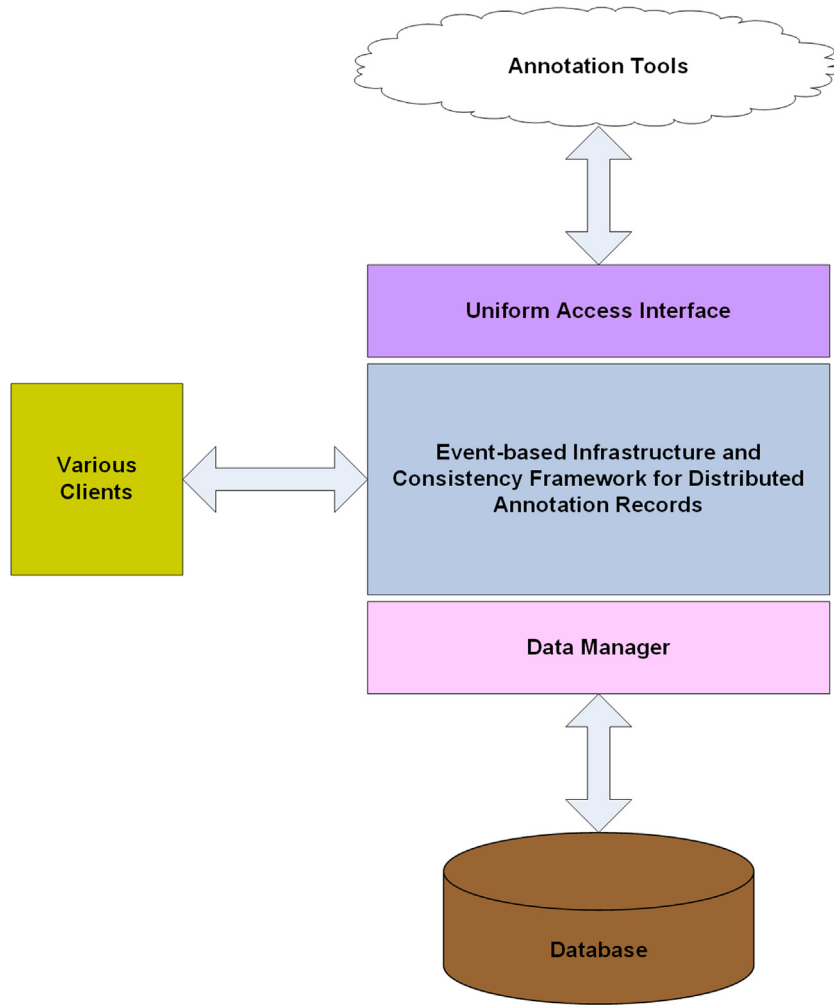 Annotation Tools
Uniform Access Interface
Various
Clients
Event-based Infrastructure and
Consistency Framework for Distributed
Annotation Records
Data Manager
Database